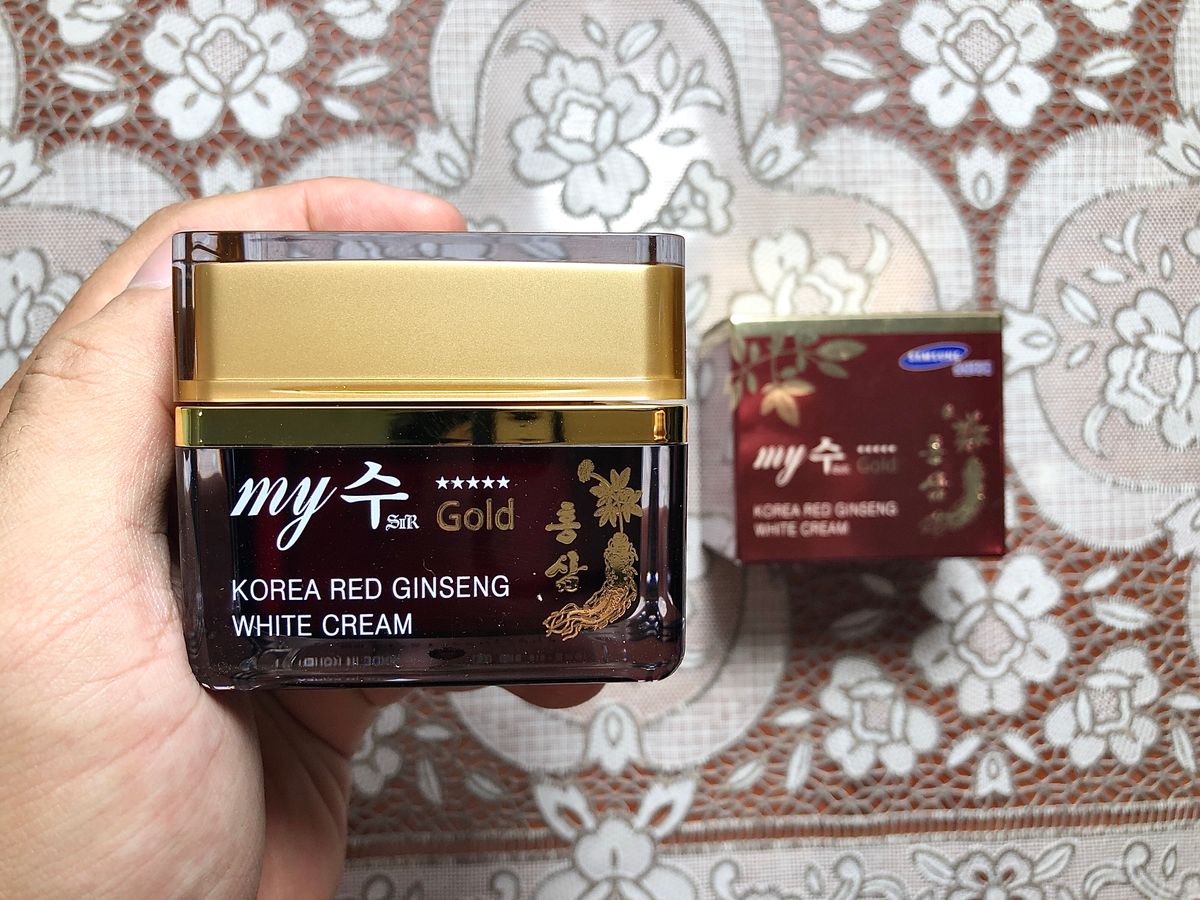 my 수 SuR ★★★★★ Gold
홍삼
KOREA RED GINSENG
WHITE CREAM
SAMSUNG
my 수 ★★★★★ Gold
홍삼
KOREA RED GINSENG
WHITE CREAM